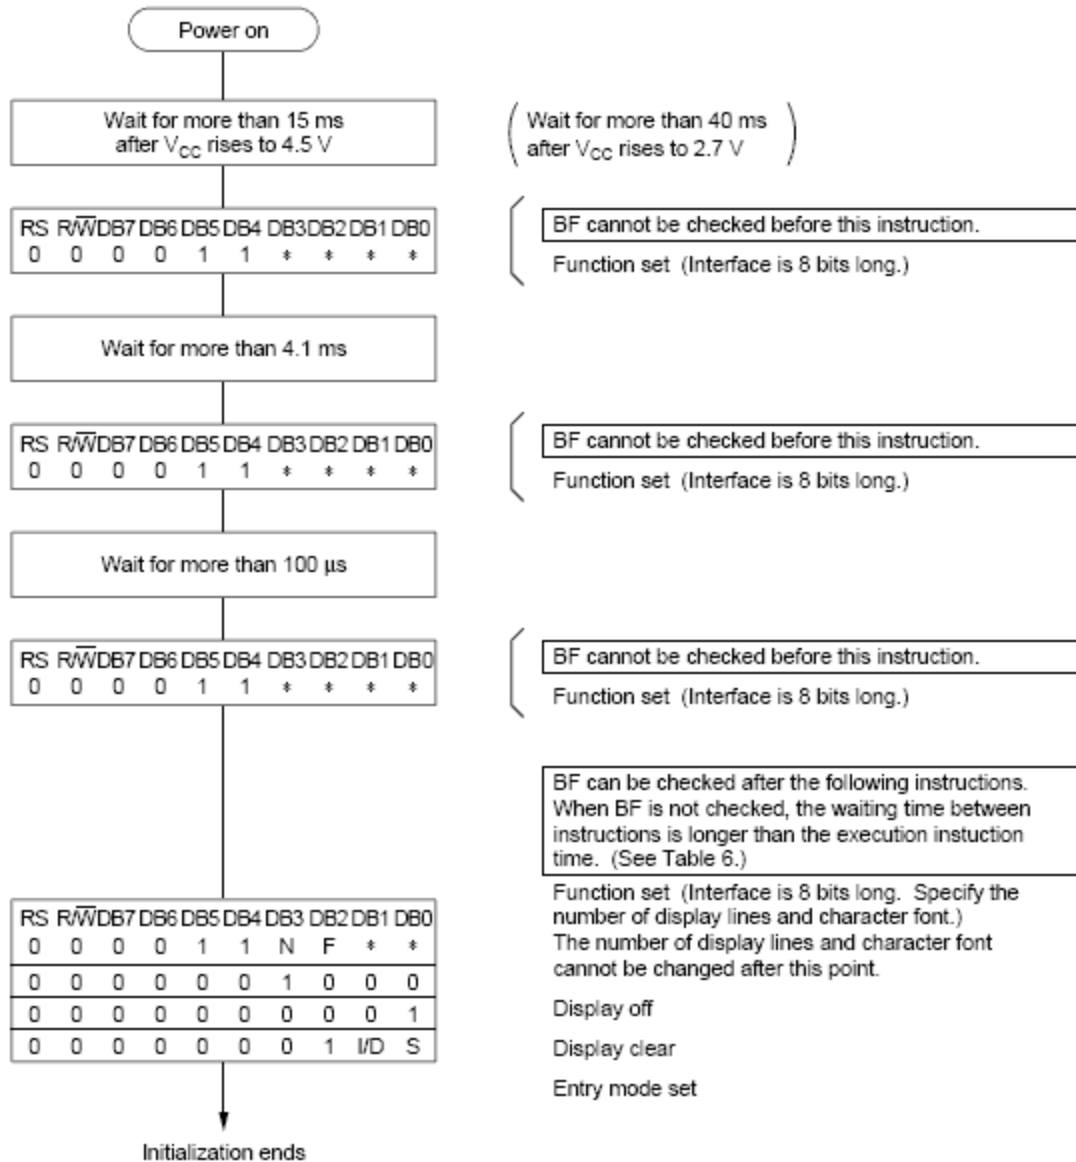 Power on
Wait for more than 15 ms
after VCC rises to 4.5 V
Wait for more than 40 ms
after VCC rises to 2.7 V
RS R/W̅ DB7 DB6 DB5 DB4 DB3 DB2 DB1 DB0
0 0 0 0 1 1 * * * *
BF cannot be checked before this instruction.
Function set (Interface is 8 bits long.)
Wait for more than 4.1 ms
RS R/W̅ DB7 DB6 DB5 DB4 DB3 DB2 DB1 DB0
0 0 0 0 1 1 * * * *
BF cannot be checked before this instruction.
Function set (Interface is 8 bits long.)
Wait for more than 100 µs
RS R/W̅ DB7 DB6 DB5 DB4 DB3 DB2 DB1 DB0
0 0 0 0 1 1 * * * *
BF cannot be checked before this instruction.
Function set (Interface is 8 bits long.)
BF can be checked after the following instructions.
When BF is not checked, the waiting time between
instructions is longer than the execution instuction
time. (See Table 6.)
RS R/W̅ DB7 DB6 DB5 DB4 DB3 DB2 DB1 DB0
0 0 0 0 1 1 N F * *
0 0 0 0 0 0 1 0 0 0
0 0 0 0 0 0 0 0 0 1
0 0 0 0 0 0 0 1 I/D S
Function set (Interface is 8 bits long. Specify the
number of display lines and character font.)
The number of display lines and character font
cannot be changed after this point.
Display off
Display clear
Entry mode set
Initialization ends